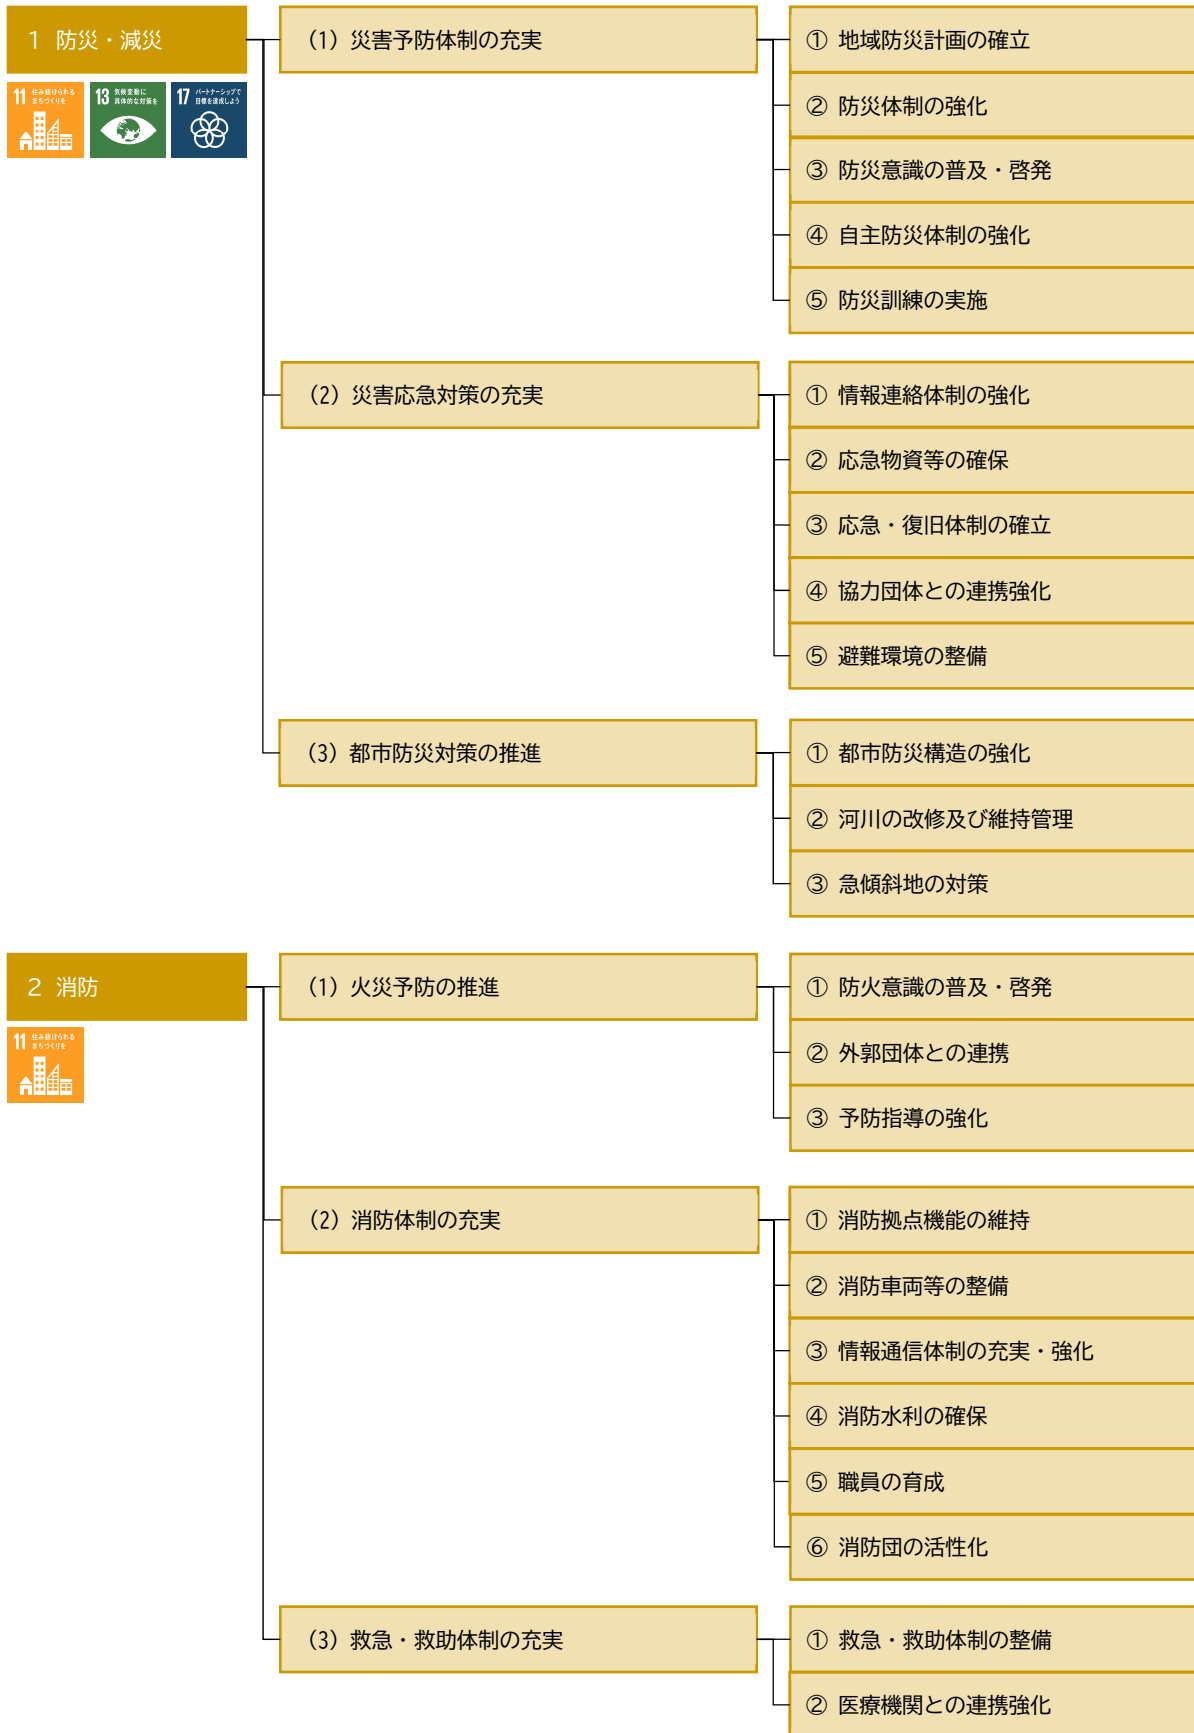 1 防災・減災
(1) 災害予防体制の充実
① 地域防災計画の確立
② 防災体制の強化
③ 防災意識の普及・啓発
④ 自主防災体制の強化
⑤ 防災訓練の実施
11 住み続けられる
まちづくりを
13 気候変動に
具体的な対策を
17 パートナーシップで
目標を達成しよう
(2) 災害応急対策の充実
① 情報連絡体制の強化
② 応急物資等の確保
③ 応急・復旧体制の確立
④ 協力団体との連携強化
⑤ 避難環境の整備
(3) 都市防災対策の推進
① 都市防災構造の強化
② 河川の改修及び維持管理
③ 急傾斜地の対策
2 消防
11 住み続けられる
まちづくりを
(1) 火災予防の推進
① 防火意識の普及・啓発
② 外郭団体との連携
③ 予防指導の強化
(2) 消防体制の充実
① 消防拠点機能の維持
② 消防車両等の整備
③ 情報通信体制の充実・強化
④ 消防水利の確保
⑤ 職員の育成
⑥ 消防団の活性化
(3) 救急・救助体制の充実
① 救急・救助体制の整備
② 医療機関との連携強化